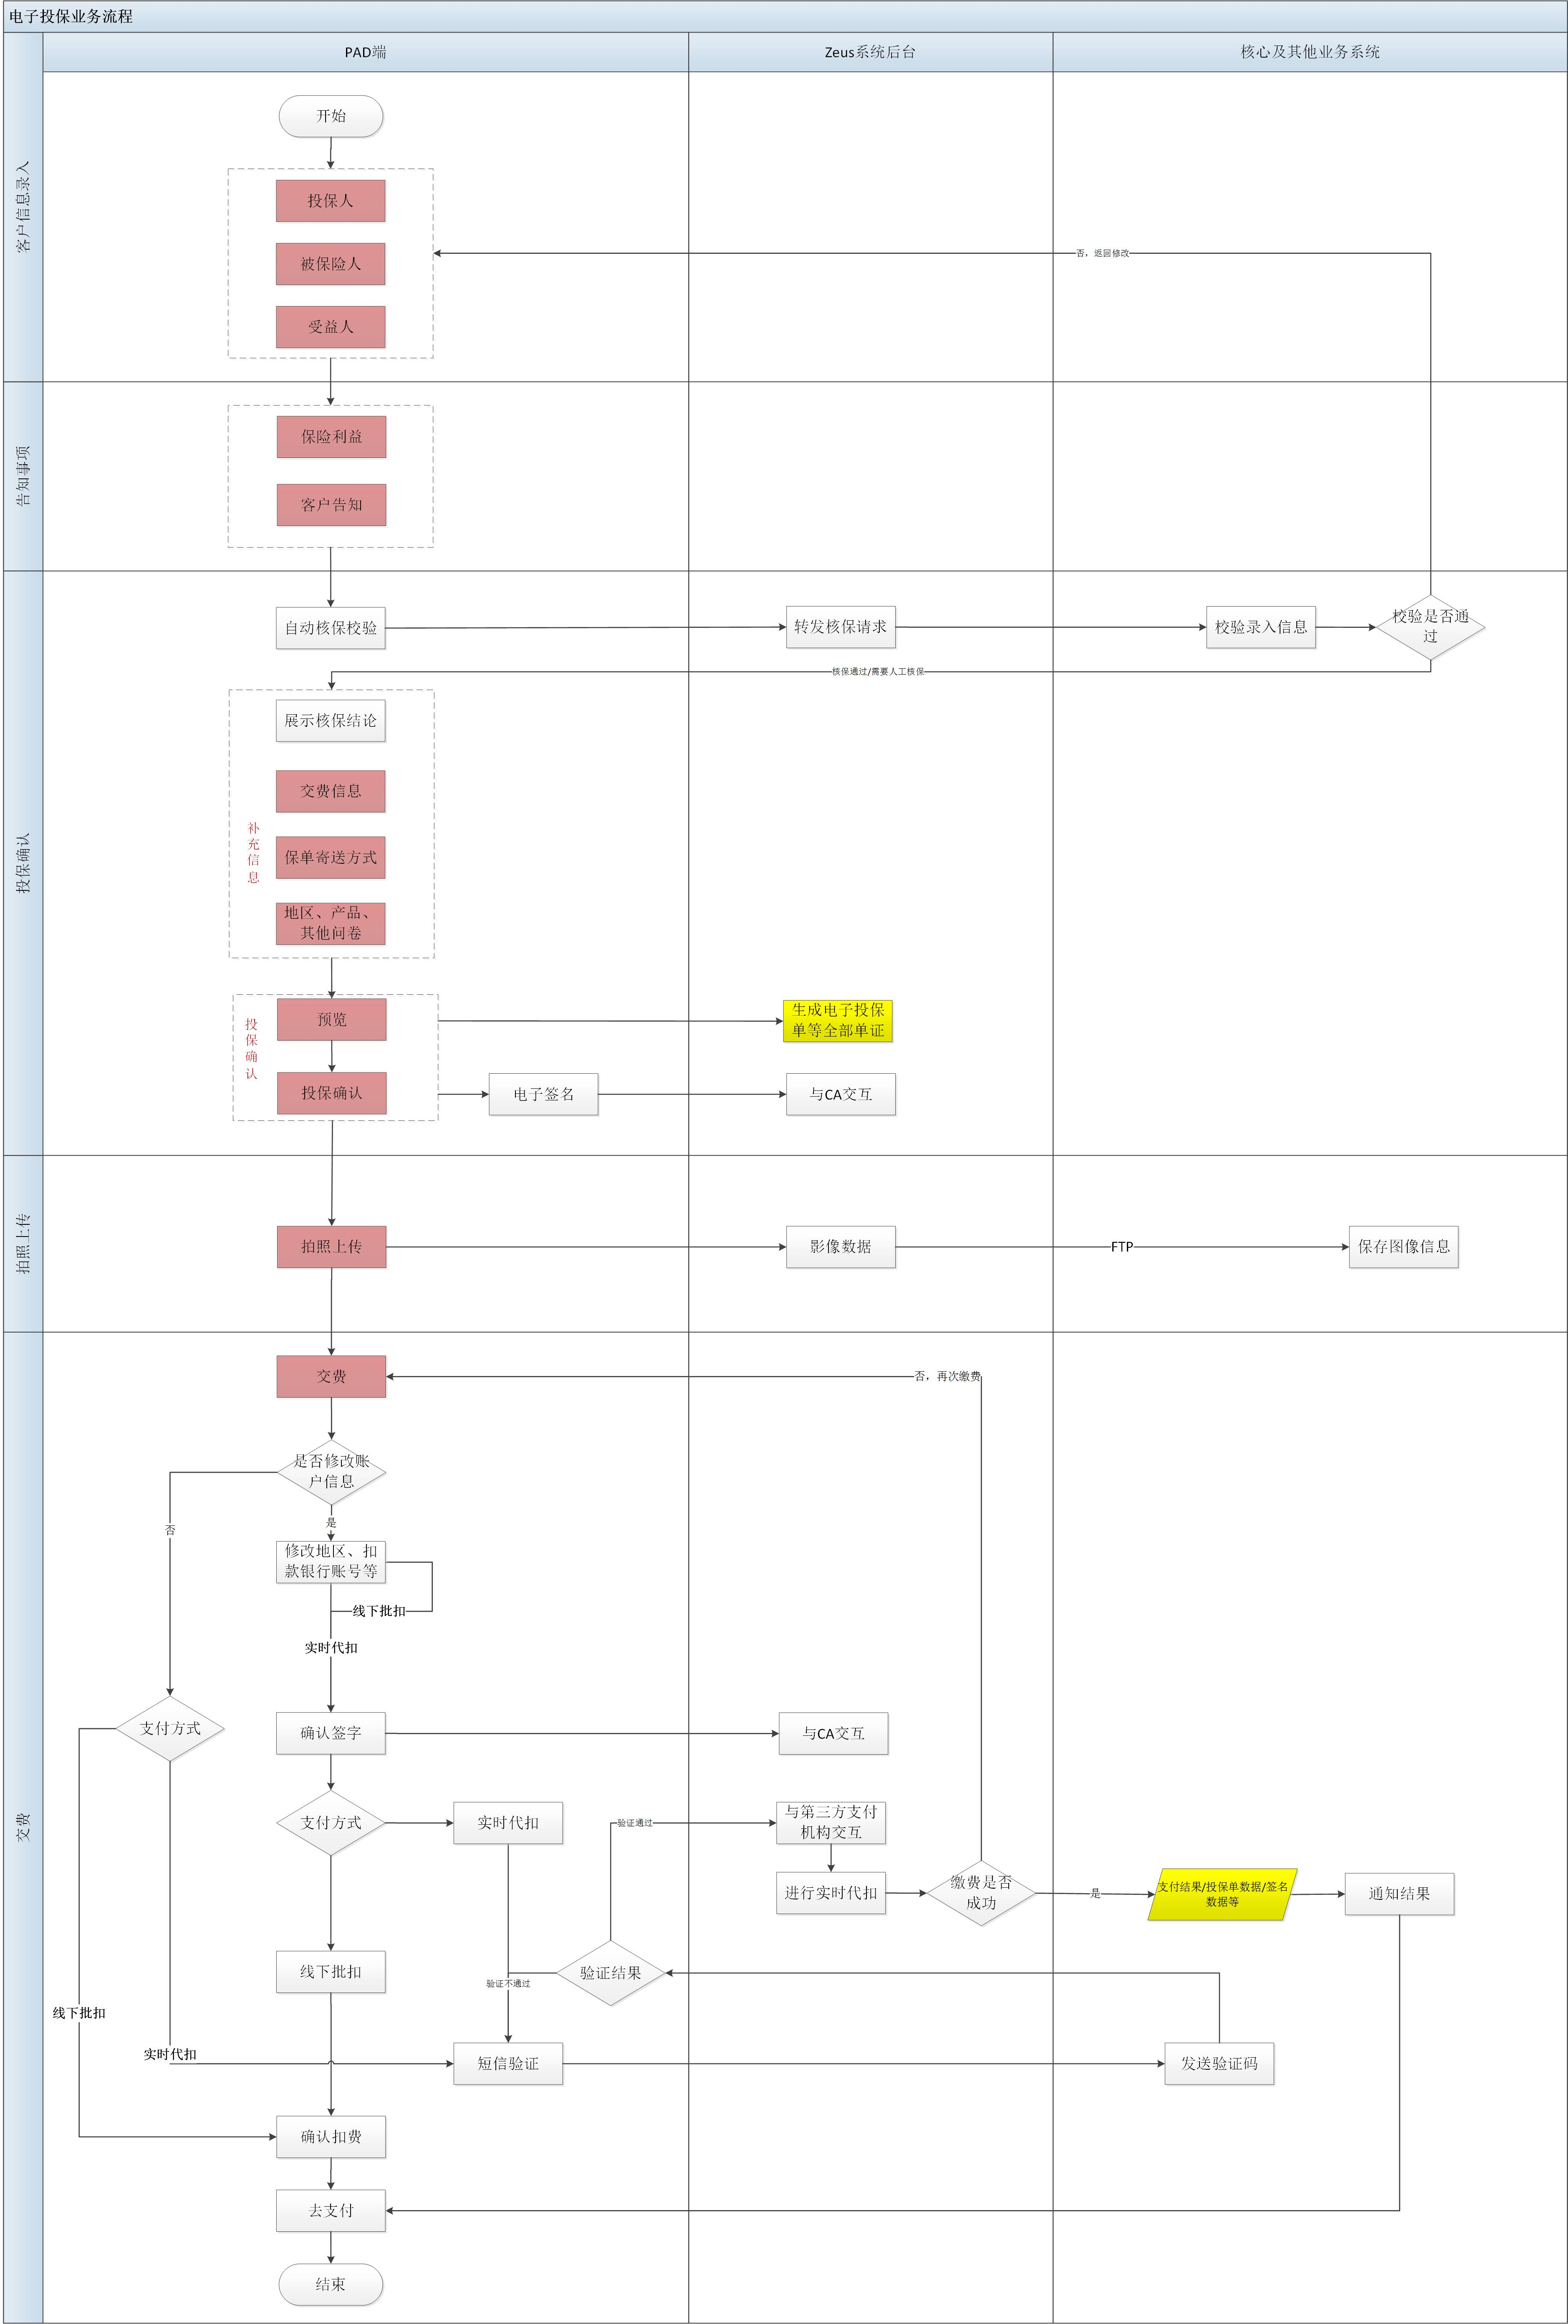 电子投保业务流程
PAD端
Zeus系统后台
核心及其他业务系统
客户信息录入
开始
投保人
被保险人
受益人
否，返回修改
告知事项
保险利益
客户告知
投保确认
自动核保校验
转发核保请求
校验录入信息
校验是否通
过
核保通过/需要人工核保
展示核保结论
交费信息
补充信息
保单寄送方式
地区、产品、
其他问卷
投保确认
预览
生成电子投保
单等全部单证
投保确认
电子签名
与CA交互
拍照上传
拍照上传
影像数据
FTP
保存图像信息
交费
交费
否，再次缴费
是否修改账
户信息
否
是
修改地区、扣
款银行账号等
线下批扣
实时代扣
支付方式
确认签字
与CA交互
支付方式
实时代扣
验证通过
与第三方支付
机构交互
进行实时代扣
缴费是否
成功
是
支付结果/投保单数据/签名
数据等
通知结果
线下批扣
验证不通过
验证结果
线下批扣
实时代扣
短信验证
发送验证码
确认扣费
去支付
结束